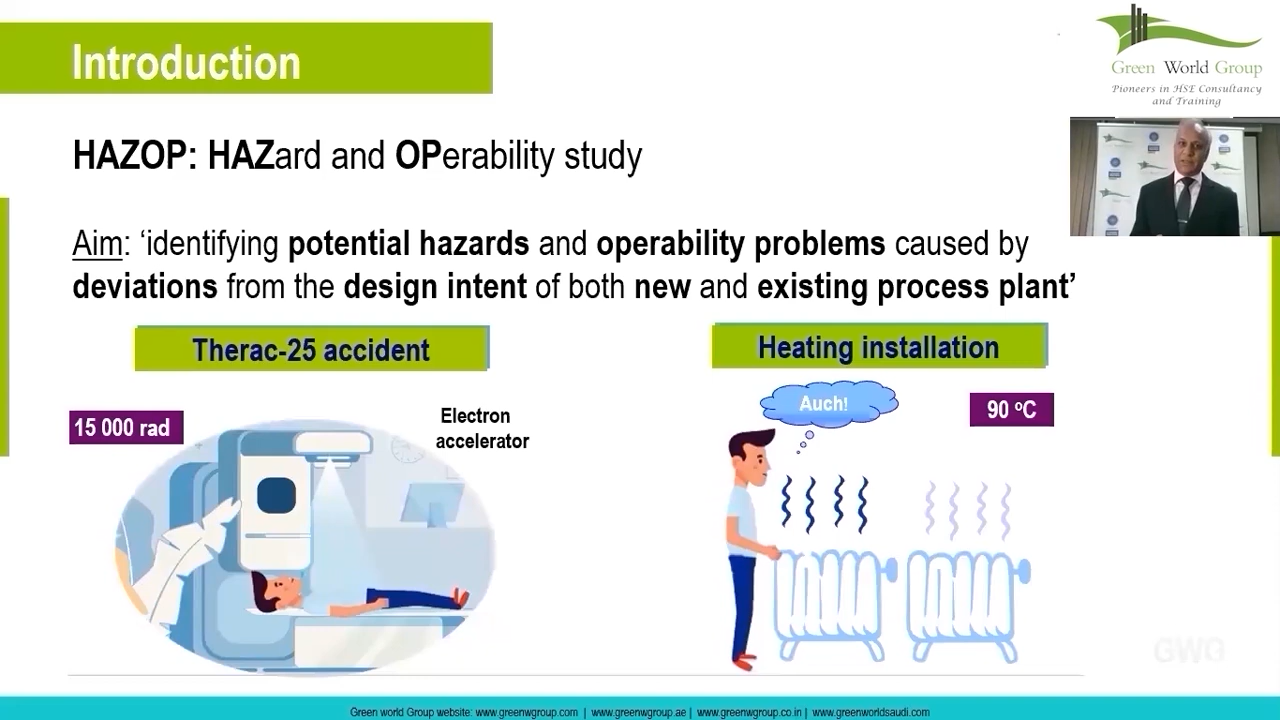 Introduction
Green World Group
Pioneers in HSE Consultancy
and Training
HAZOP: HAZard and OPerability study
Aim: ‘identifying potential hazards and operability problems caused by
deviations from the design intent of both new and existing process plant’
Therac-25 accident
Heating installation
15 000 rad
Electron
accelerator
Auch!
90 ºC
GWG
Green world Group website: www.greenwgroup.com | www.greenwgroup.ae | www.greenwgroup.co.in | www.greenworldsaudi.com